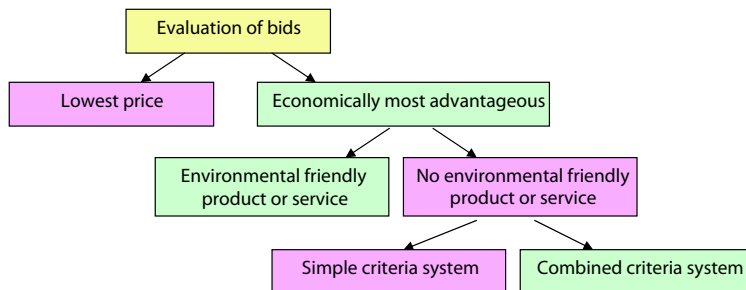 Evaluation of bids
Lowest price
Economically most advantageous
Environmental friendly
product or service
No environmental friendly
product or service
Simple criteria system
Combined criteria system